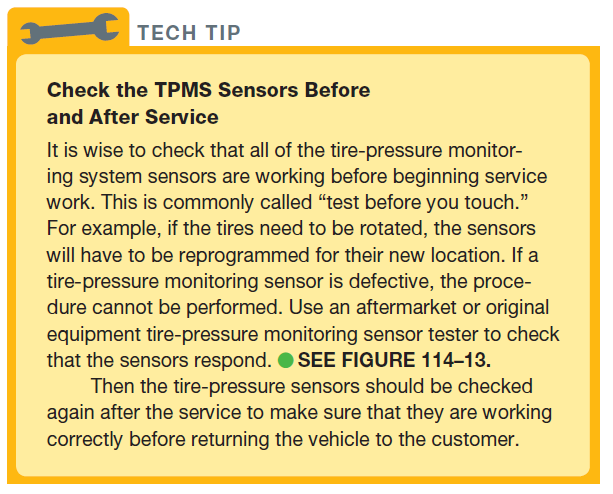 TECH TIP
Check the TPMS Sensors Before
and After Service
It is wise to check that all of the tire-pressure monitor-
ing system sensors are working before beginning service
work. This is commonly called “test before you touch.”
For example, if the tires need to be rotated, the sensors
will have to be reprogrammed for their new location. If a
tire-pressure monitoring sensor is defective, the proce-
dure cannot be performed. Use an aftermarket or original
equipment tire-pressure monitoring sensor tester to check
that the sensors respond. ● SEE FIGURE 114–13.
Then the tire-pressure sensors should be checked
again after the service to make sure that they are working
correctly before returning the vehicle to the customer.